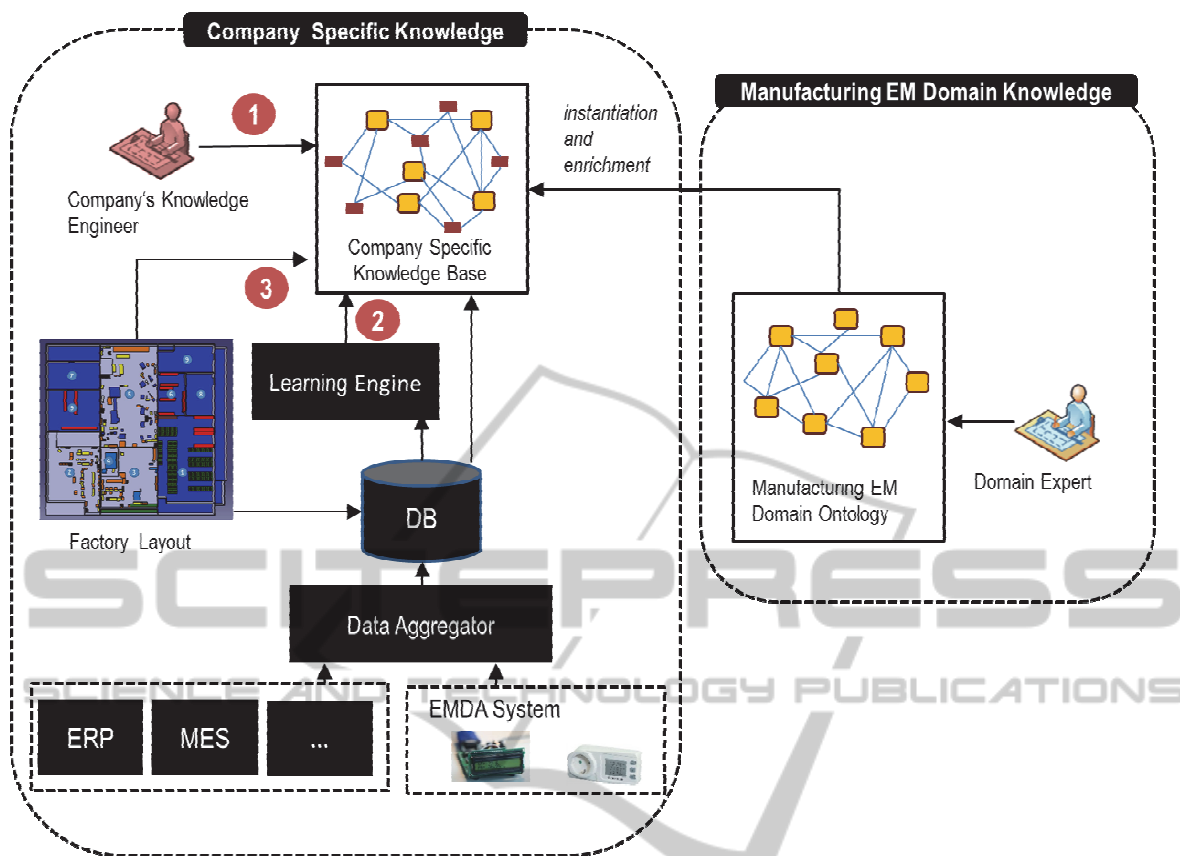 Company Specific Knowledge
Manufacturing EM Domain Knowledge
1
instantiation
and
enrichment
Company's Knowledge
Engineer
Company Specific
Knowledge Base
3
2
Learning Engine
Manufacturing EM
Domain Ontology
Domain Expert
DB
Factory Layout
SCITEPRESS
Data Aggregator
SCIENCE AND TECHNOLOGY PUBLICATIONS
ERP
MES
...
EMDA System